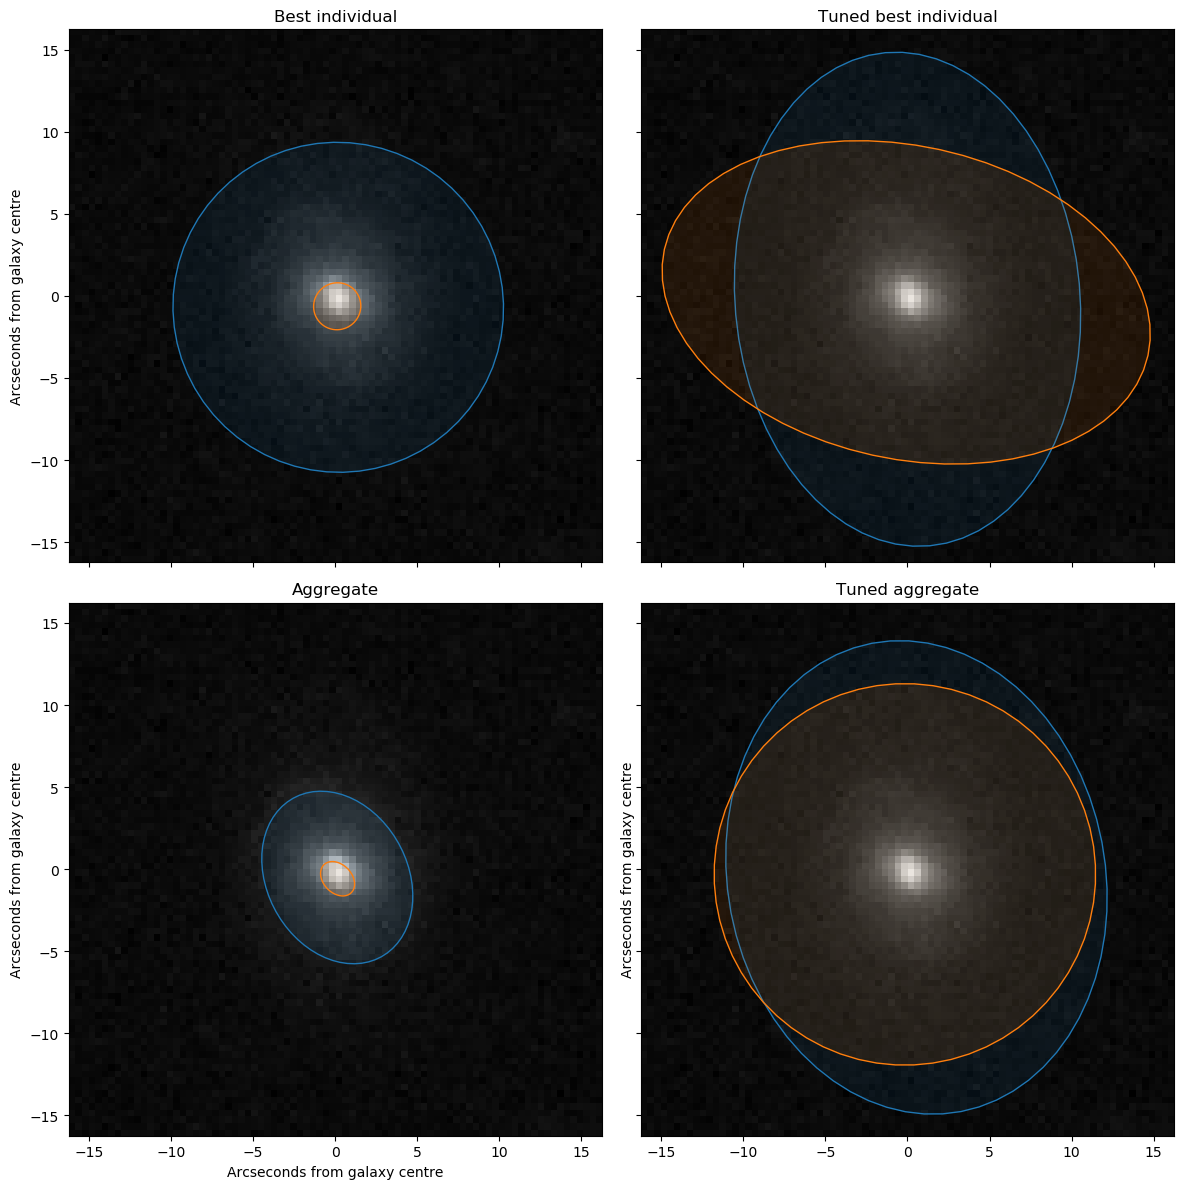 Best individual
Tuned best individual
15
10
5
0
−5
−10
−15
Arcseconds from galaxy centre
Aggregate
Tuned aggregate
15
10
5
0
−5
−10
−15
Arcseconds from galaxy centre
Arcseconds from galaxy centre
−15 −10 −5 0 5 10 15
−15 −10 −5 0 5 10 15
Arcseconds from galaxy centre